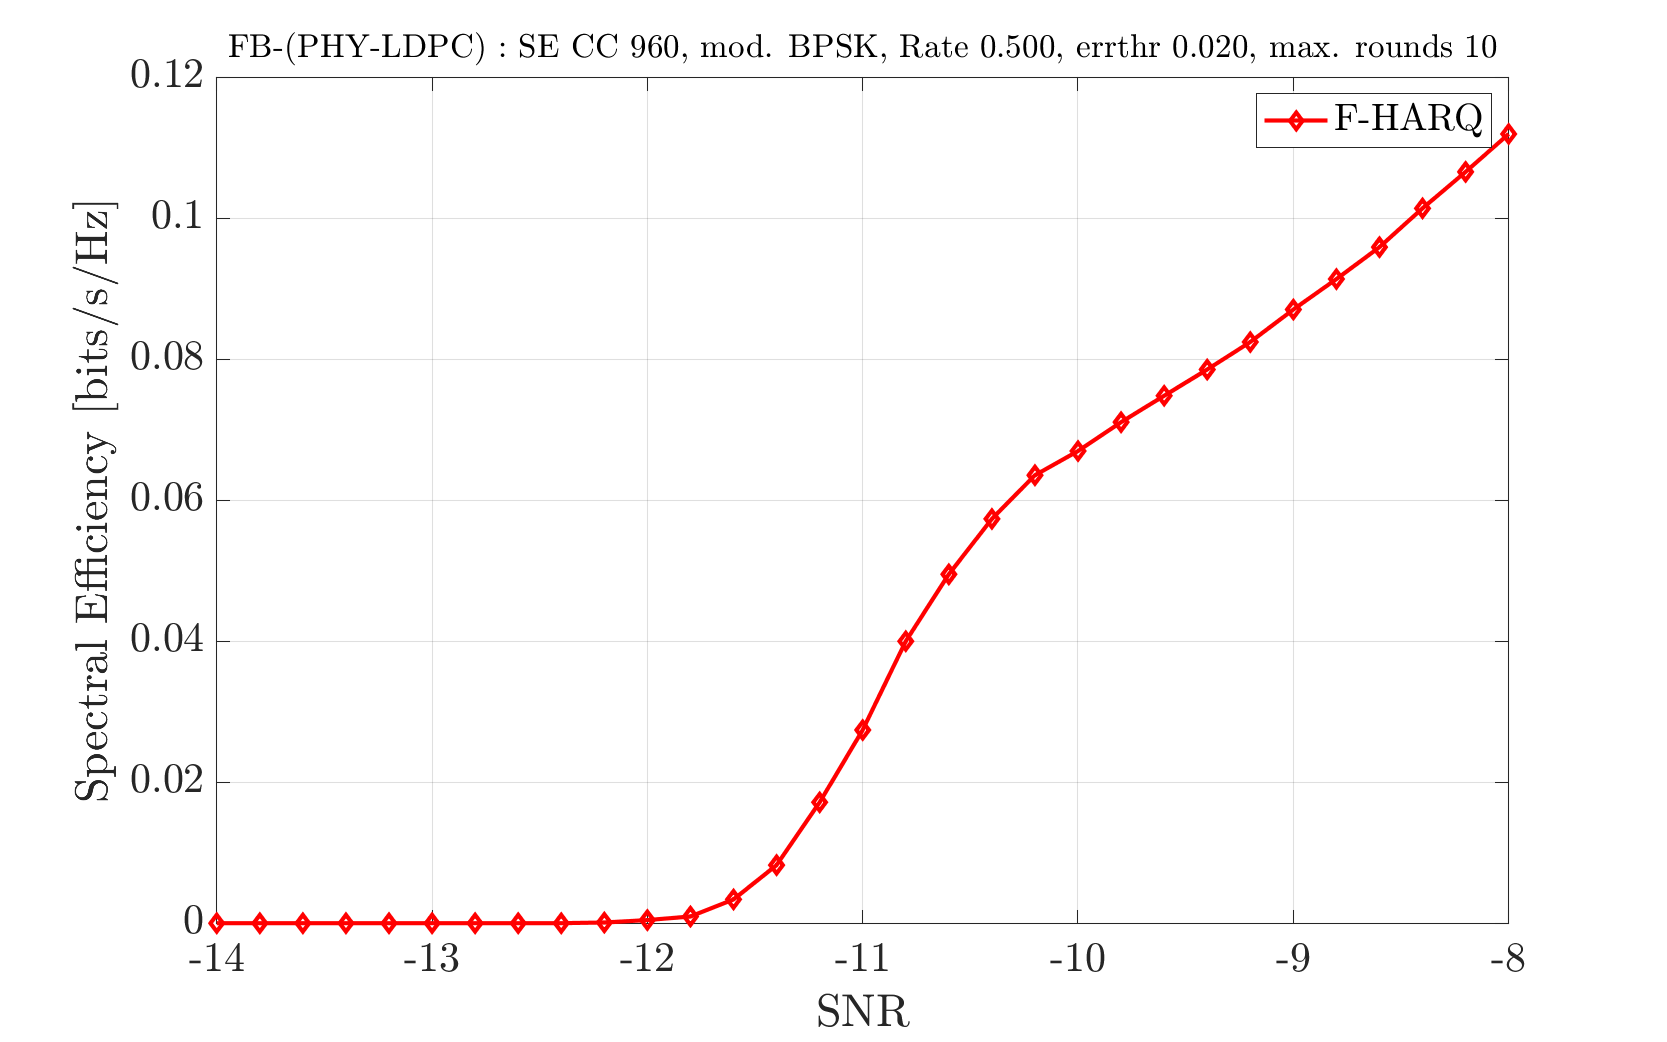 FB-(PHY-LDPC) : SE CC 960, mod. BPSK, Rate 0.500, errthr 0.020, max. rounds 10
F-HARQ
Spectral Efficiency [bits/s/Hz]
0.12
0.1
0.08
0.06
0.04
0.02
0
-14 -13 -12 -11 -10 -9 -8
SNR